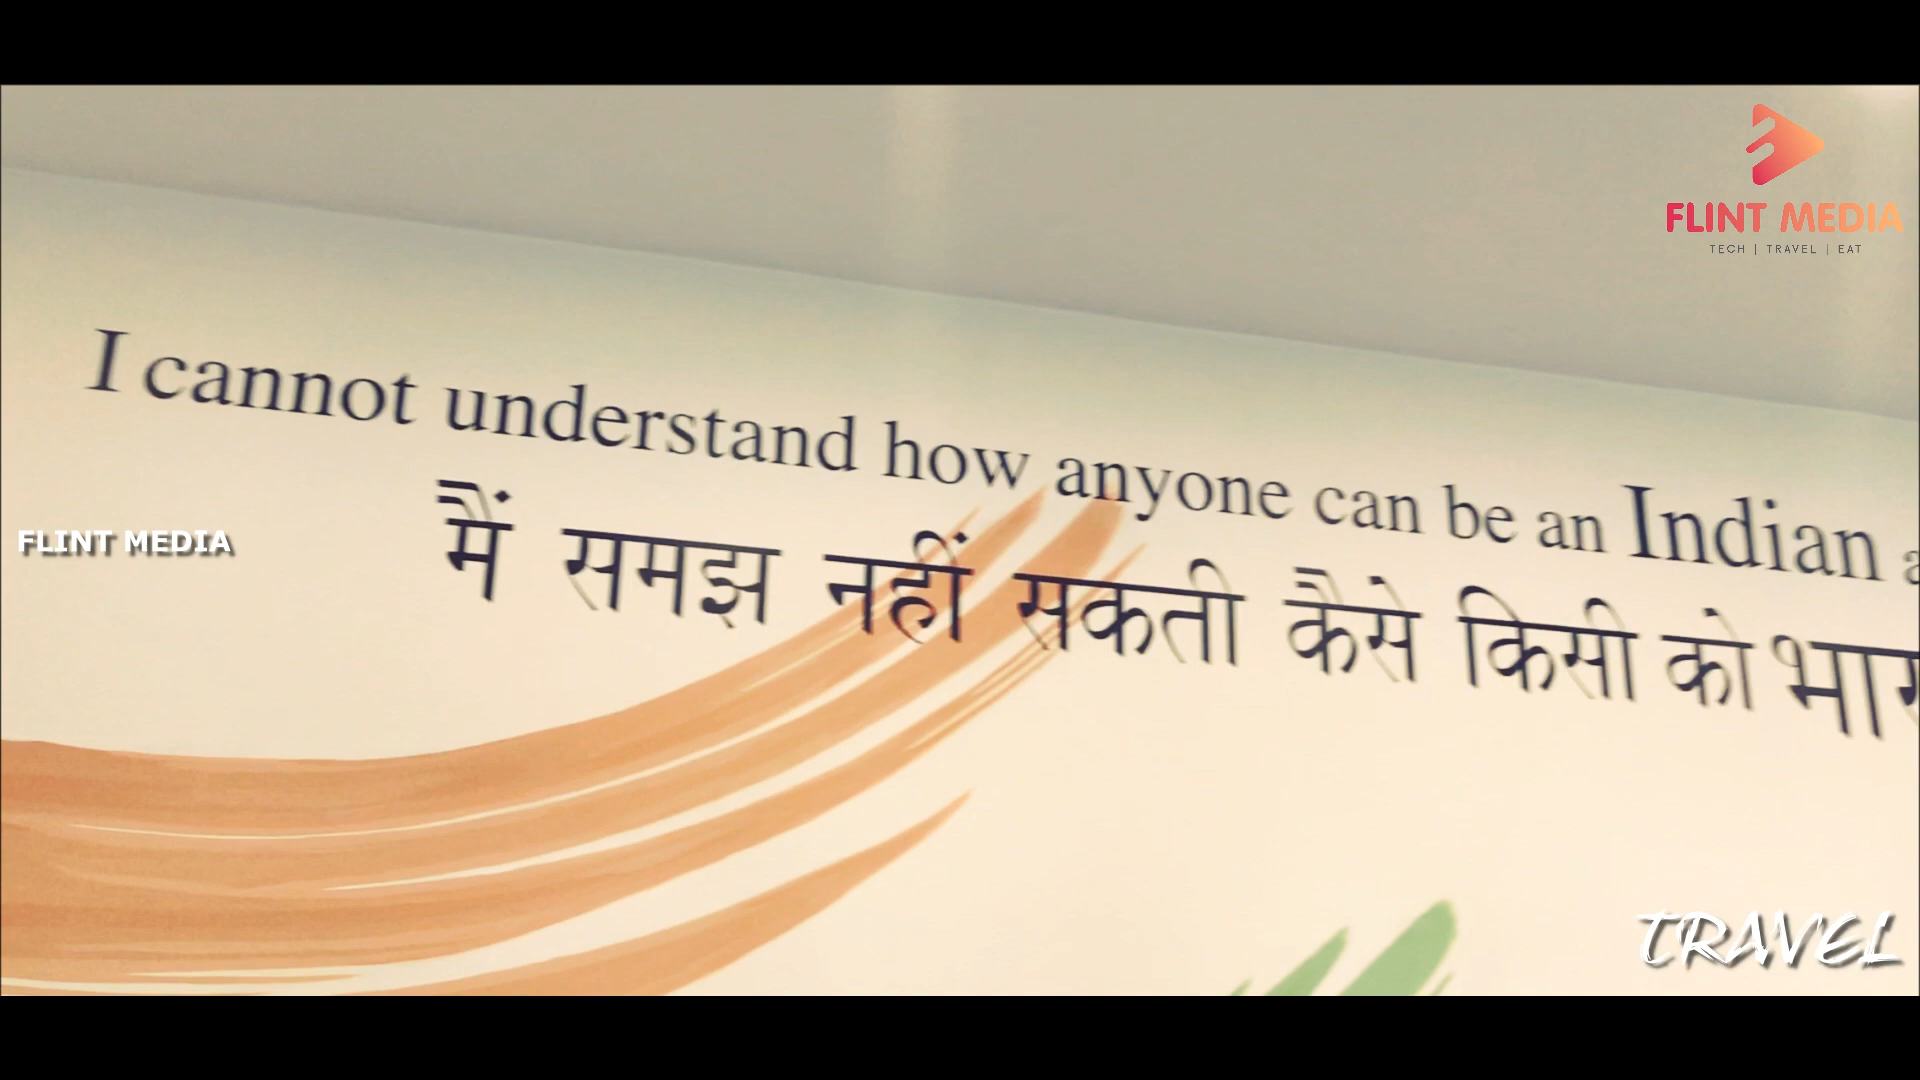 FLINT MEDIA
TECH | TRAVEL | EAT
I cannot understand how anyone can be an Indian
मैं समझ नहीं सकती कैसे किसी को
FLINT MEDIA
TRAVEL